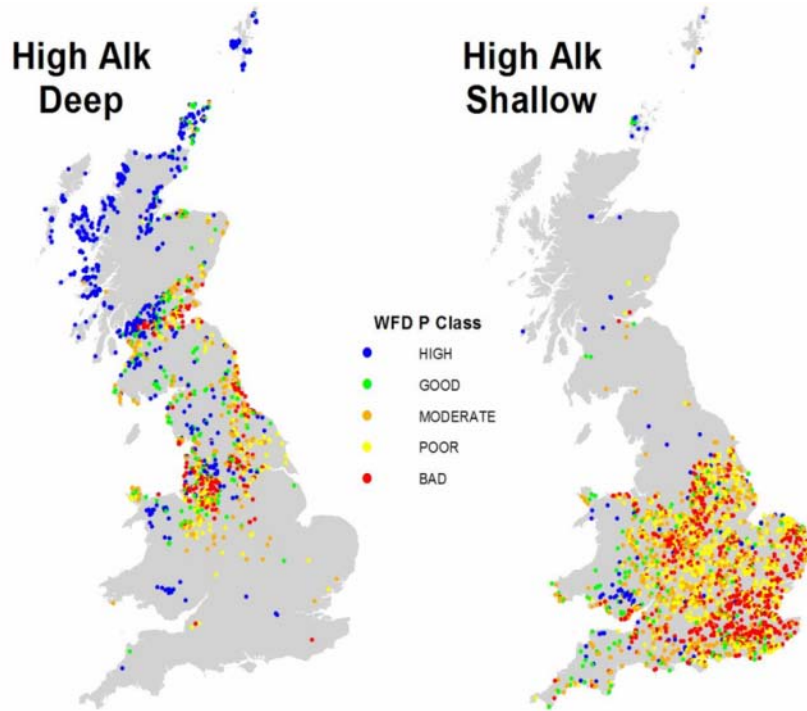 High Alk
Deep
High Alk
Shallow
WFD P Class
HIGH
GOOD
MODERATE
POOR
BAD